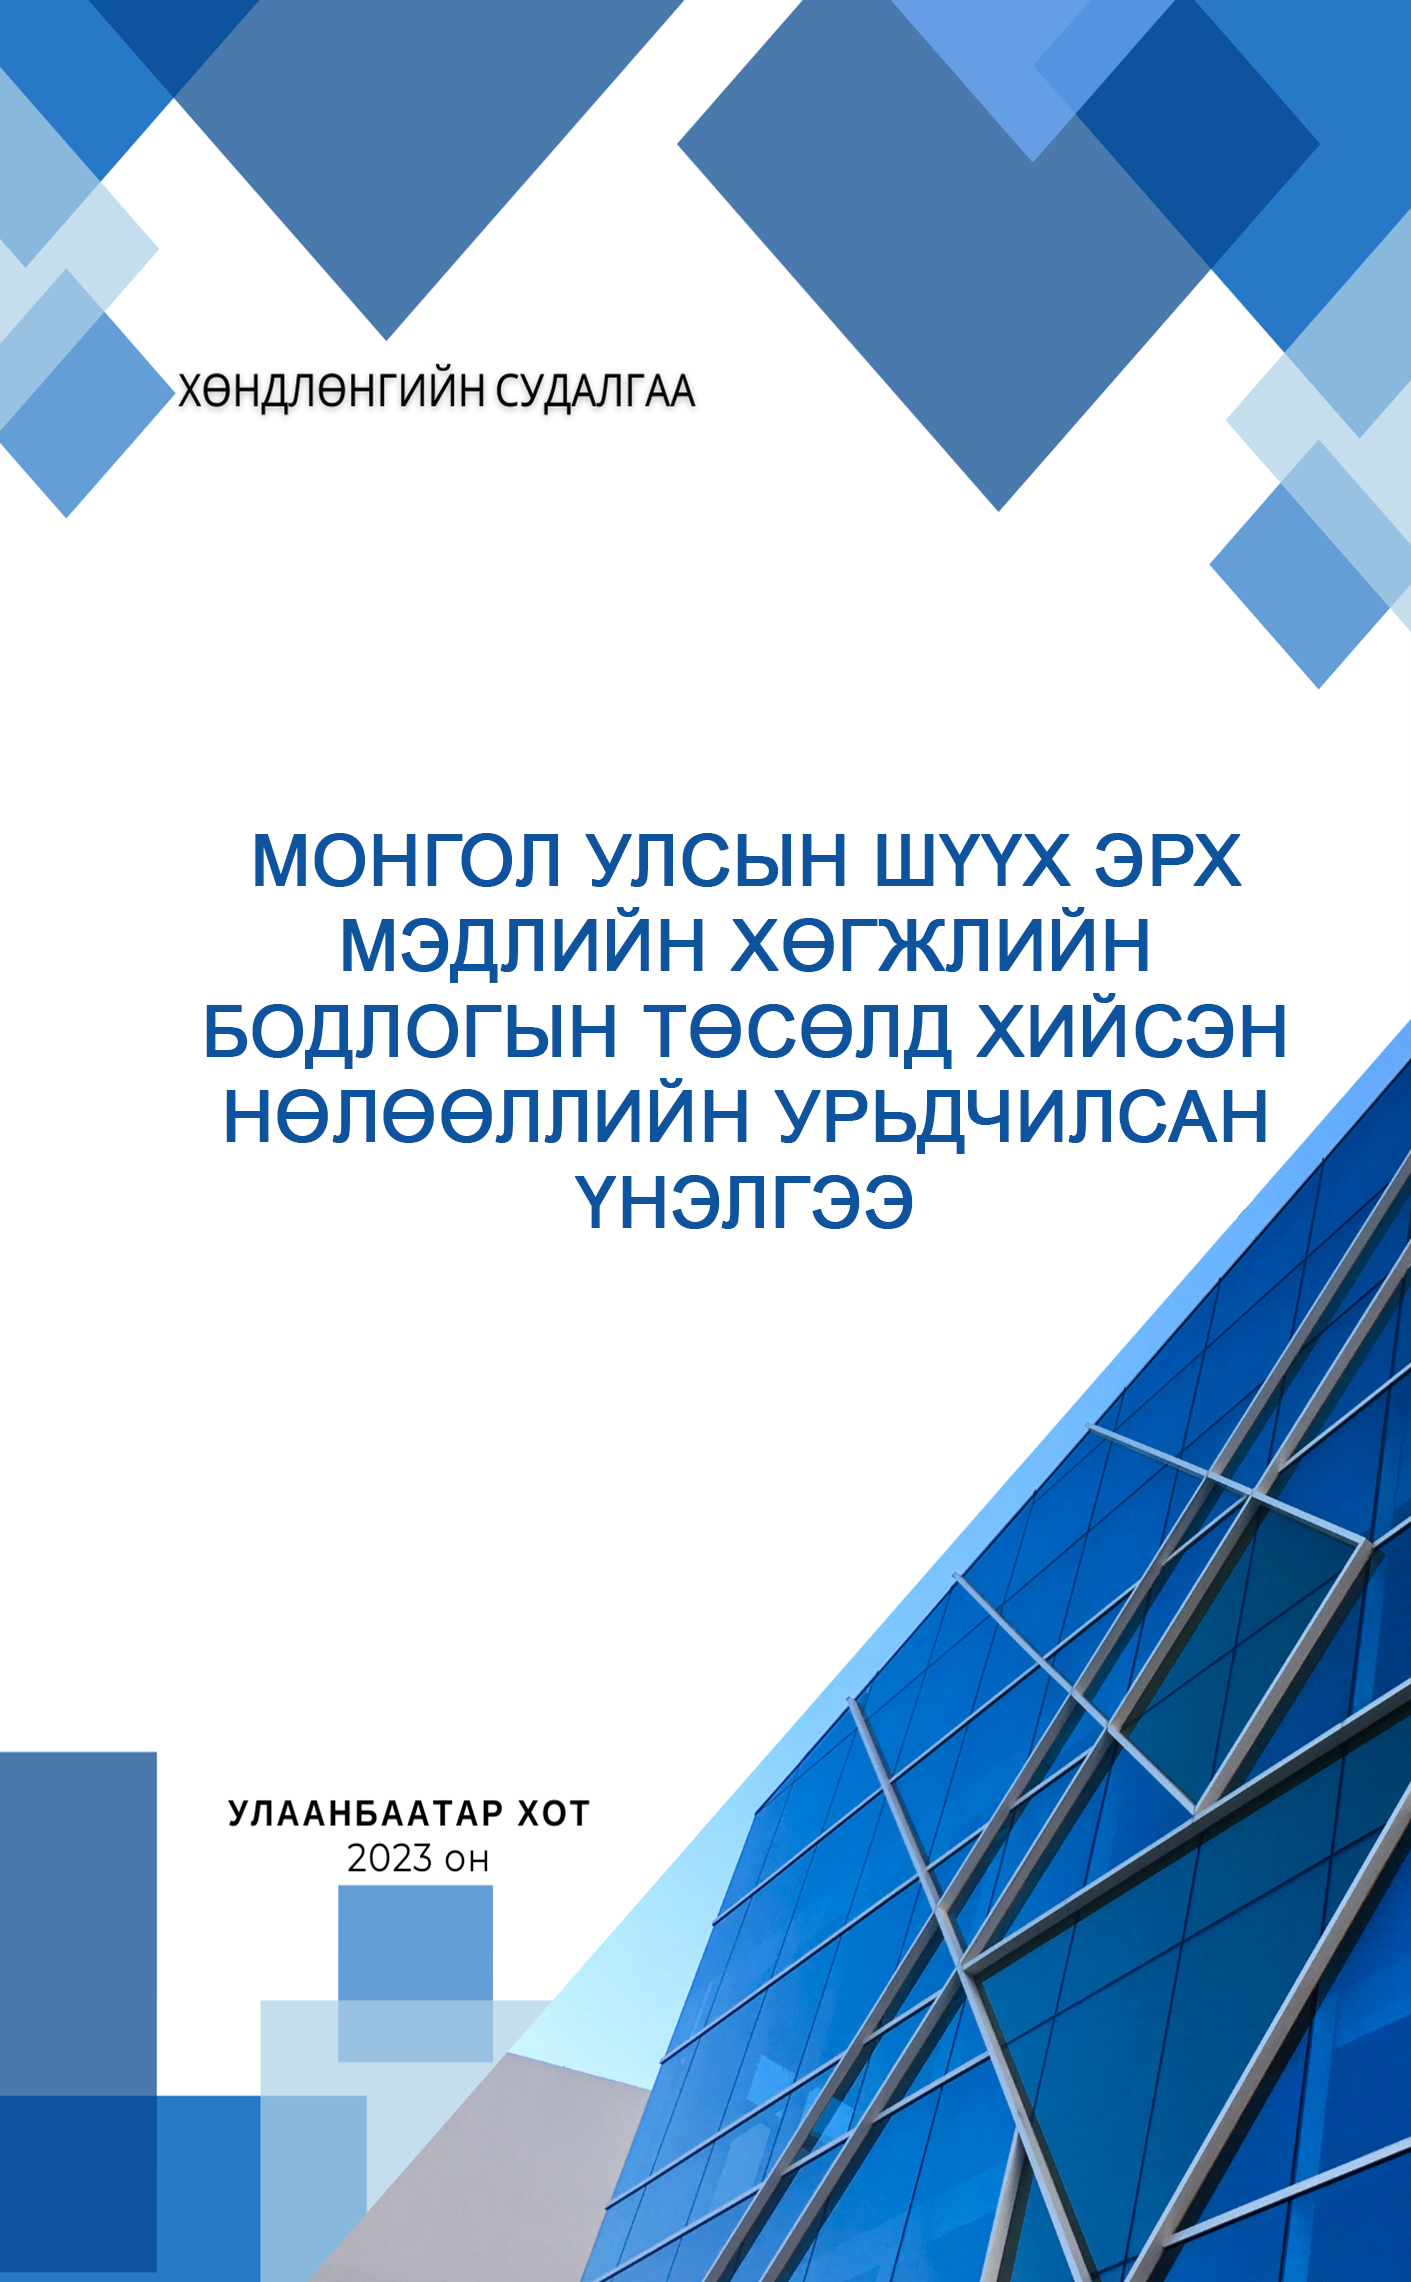 ХӨНДЛӨНГИЙН СУДАЛГАА
МОНГОЛ УЛСЫН ШҮҮХ ЭРХ
МЭДЛИЙН ХӨГЖЛИЙН
БОДЛОГЫН ТӨСӨЛД ХИЙСЭН
НӨЛӨӨЛЛИЙН УРЬДЧИЛСАН
ҮНЭЛГЭЭ
УЛААНБААТАР ХОТ
2023 он